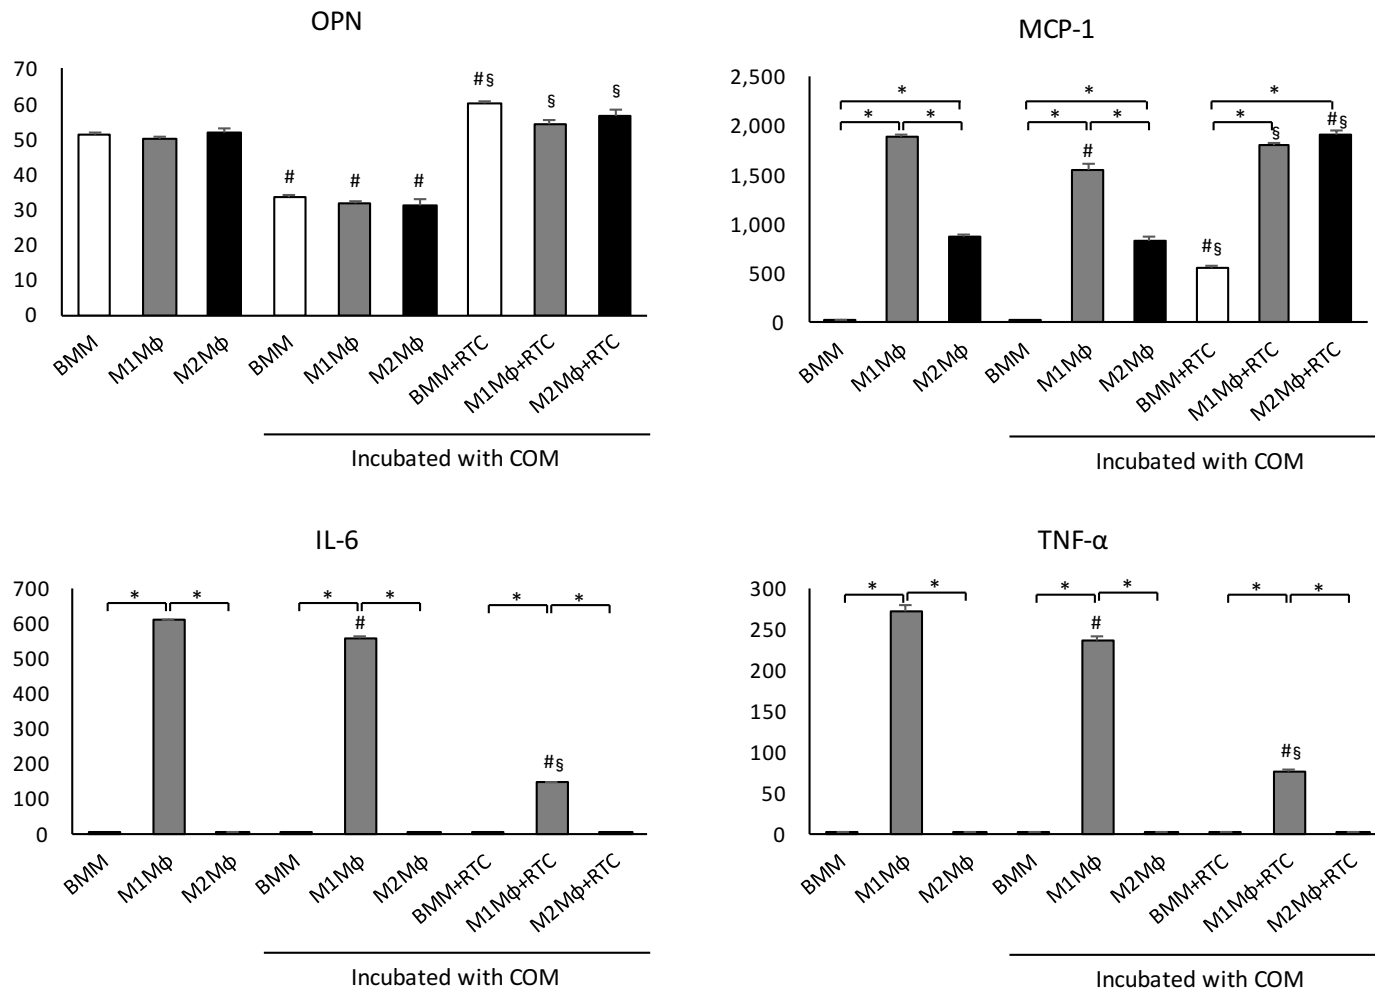 OPN
70
60
50
40
30
20
10
0
# # # #§ § §
BMM M1Mϕ M2Mϕ BMM M1Mϕ M2Mϕ BMM+RTC M1Mϕ+RTC M2Mϕ+RTC
Incubated with COM
MCP-1
2,500
2,000
1,500
1,000
500
0
* * *
* * * * * §  #§
#
#§
BMM M1Mϕ M2Mϕ BMM M1Mϕ M2Mϕ BMM+RTC M1Mϕ+RTC M2Mϕ+RTC
Incubated with COM
IL-6
700
600
500
400
300
200
100
0
* * * * * *
#
#§
BMM M1Mϕ M2Mϕ BMM M1Mϕ M2Mϕ BMM+RTC M1Mϕ+RTC M2Mϕ+RTC
Incubated with COM
TNF-α
300
250
200
150
100
50
0
* * * * * *
#
#§
BMM M1Mϕ M2Mϕ BMM M1Mϕ M2Mϕ BMM+RTC M1Mϕ+RTC M2Mϕ+RTC
Incubated with COM